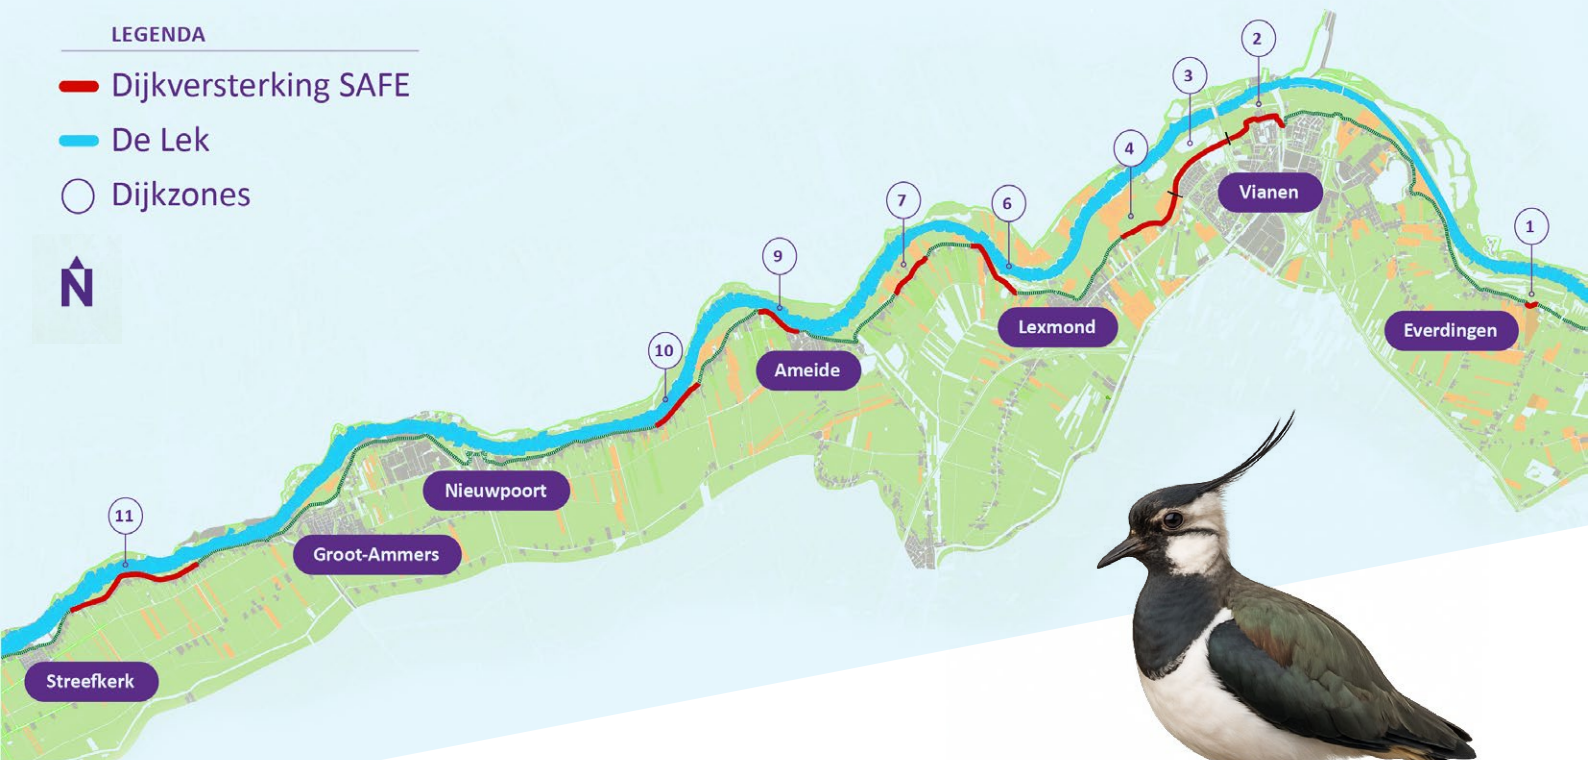 LEGENDA
Dijkversterking SAFE
De Lek
Dijkzones
N
2
3
4
7
6
1
9
10
11
Vianen
Everdingen
Lexmond
Ameide
Nieuwpoort
Groot-Ammers
Streefkerk